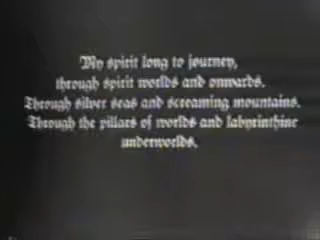 My spirit long to journey,
through spirit worlds and onwards.
Through silver seas and screaming mountains.
Through the pillars of worlds and labyrinthine
underworlds.